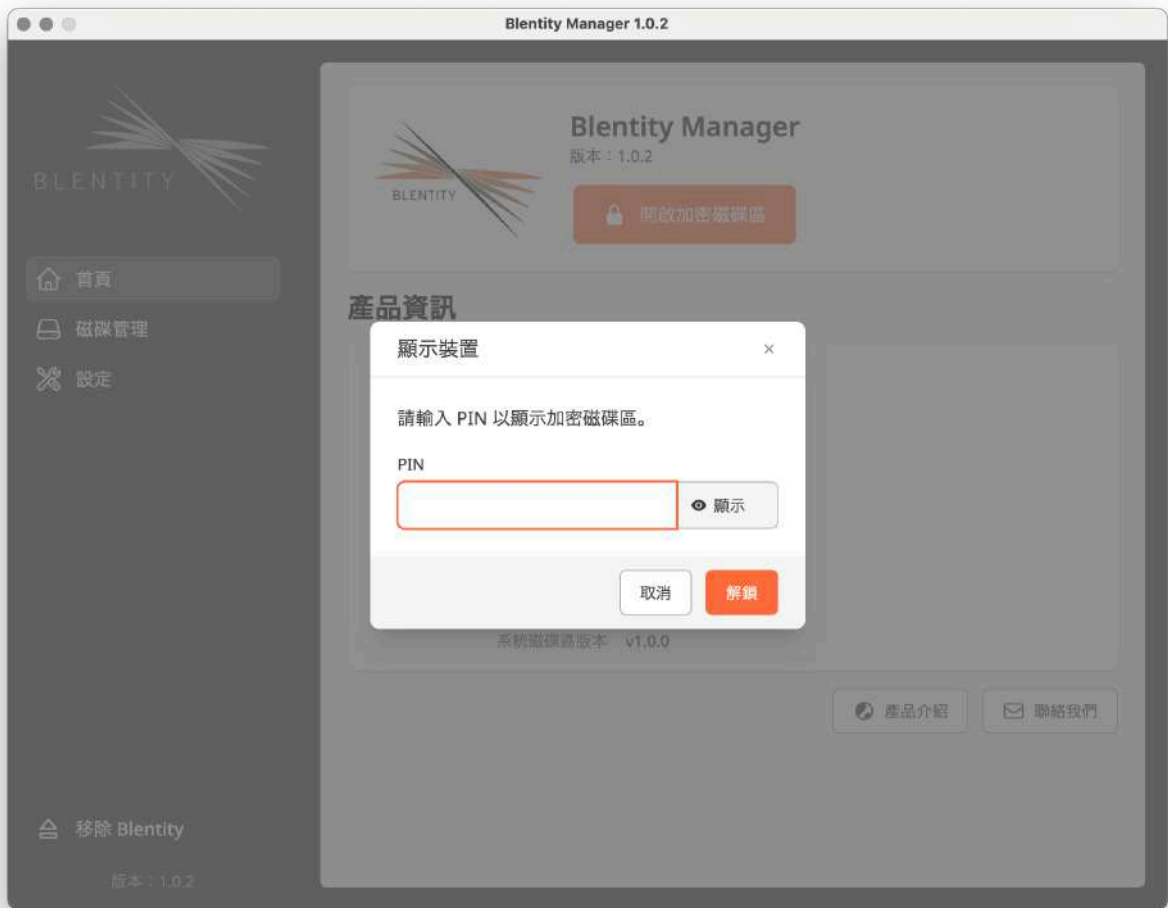 Blentity Manager 1.0.2
BLENTITY
首頁
磁碟管理
設定
移除 Blentity
版本：1.0.2
BLENTITY
Blentity Manager
版本：1.0.2
開啟加密磁碟區
產品資訊
顯示裝置
×
請輸入 PIN 以顯示加密磁碟區。
PIN
顯示
取消
解鎖
系統磁碟區版本 v1.0.0
產品介紹
聯絡我們